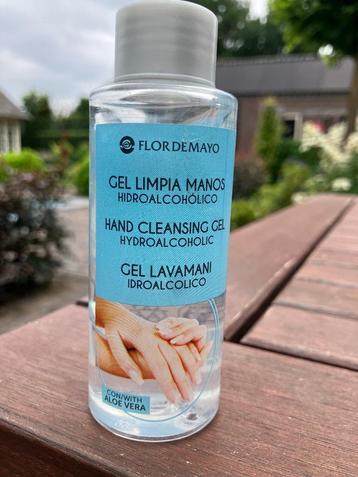 FLOR DE MAYO
GEL LIMPIA MANOS
HIDROALCOHÓLICO
HAND CLEANSING GEL
HYDROALCOHOLIC
GEL LAVAMANI
IDROALCOLICO
CON/WITH
ALOE VERA